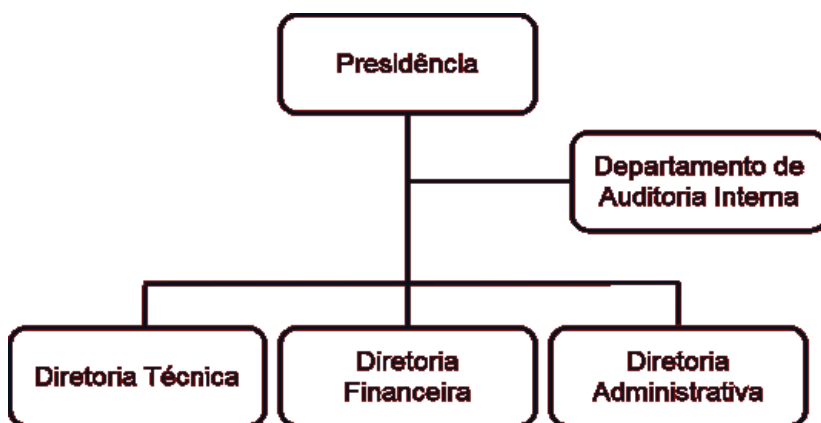 Presidência
Departamento de
Auditoria Interna
Diretoria Técnica
Diretoria
Financeira
Diretoria
Administrativa